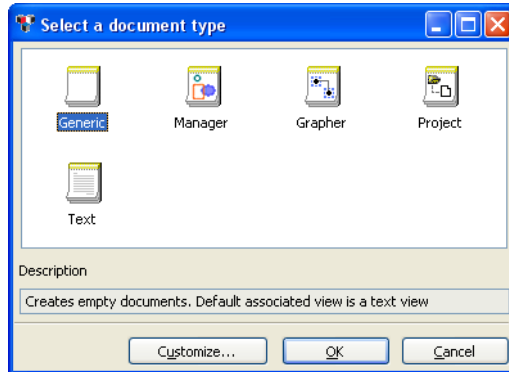 Select a document type
Generic
Manager
Grapher
Project
Text
Description
Creates empty documents. Default associated view is a text view
Customize...
OK
Cancel